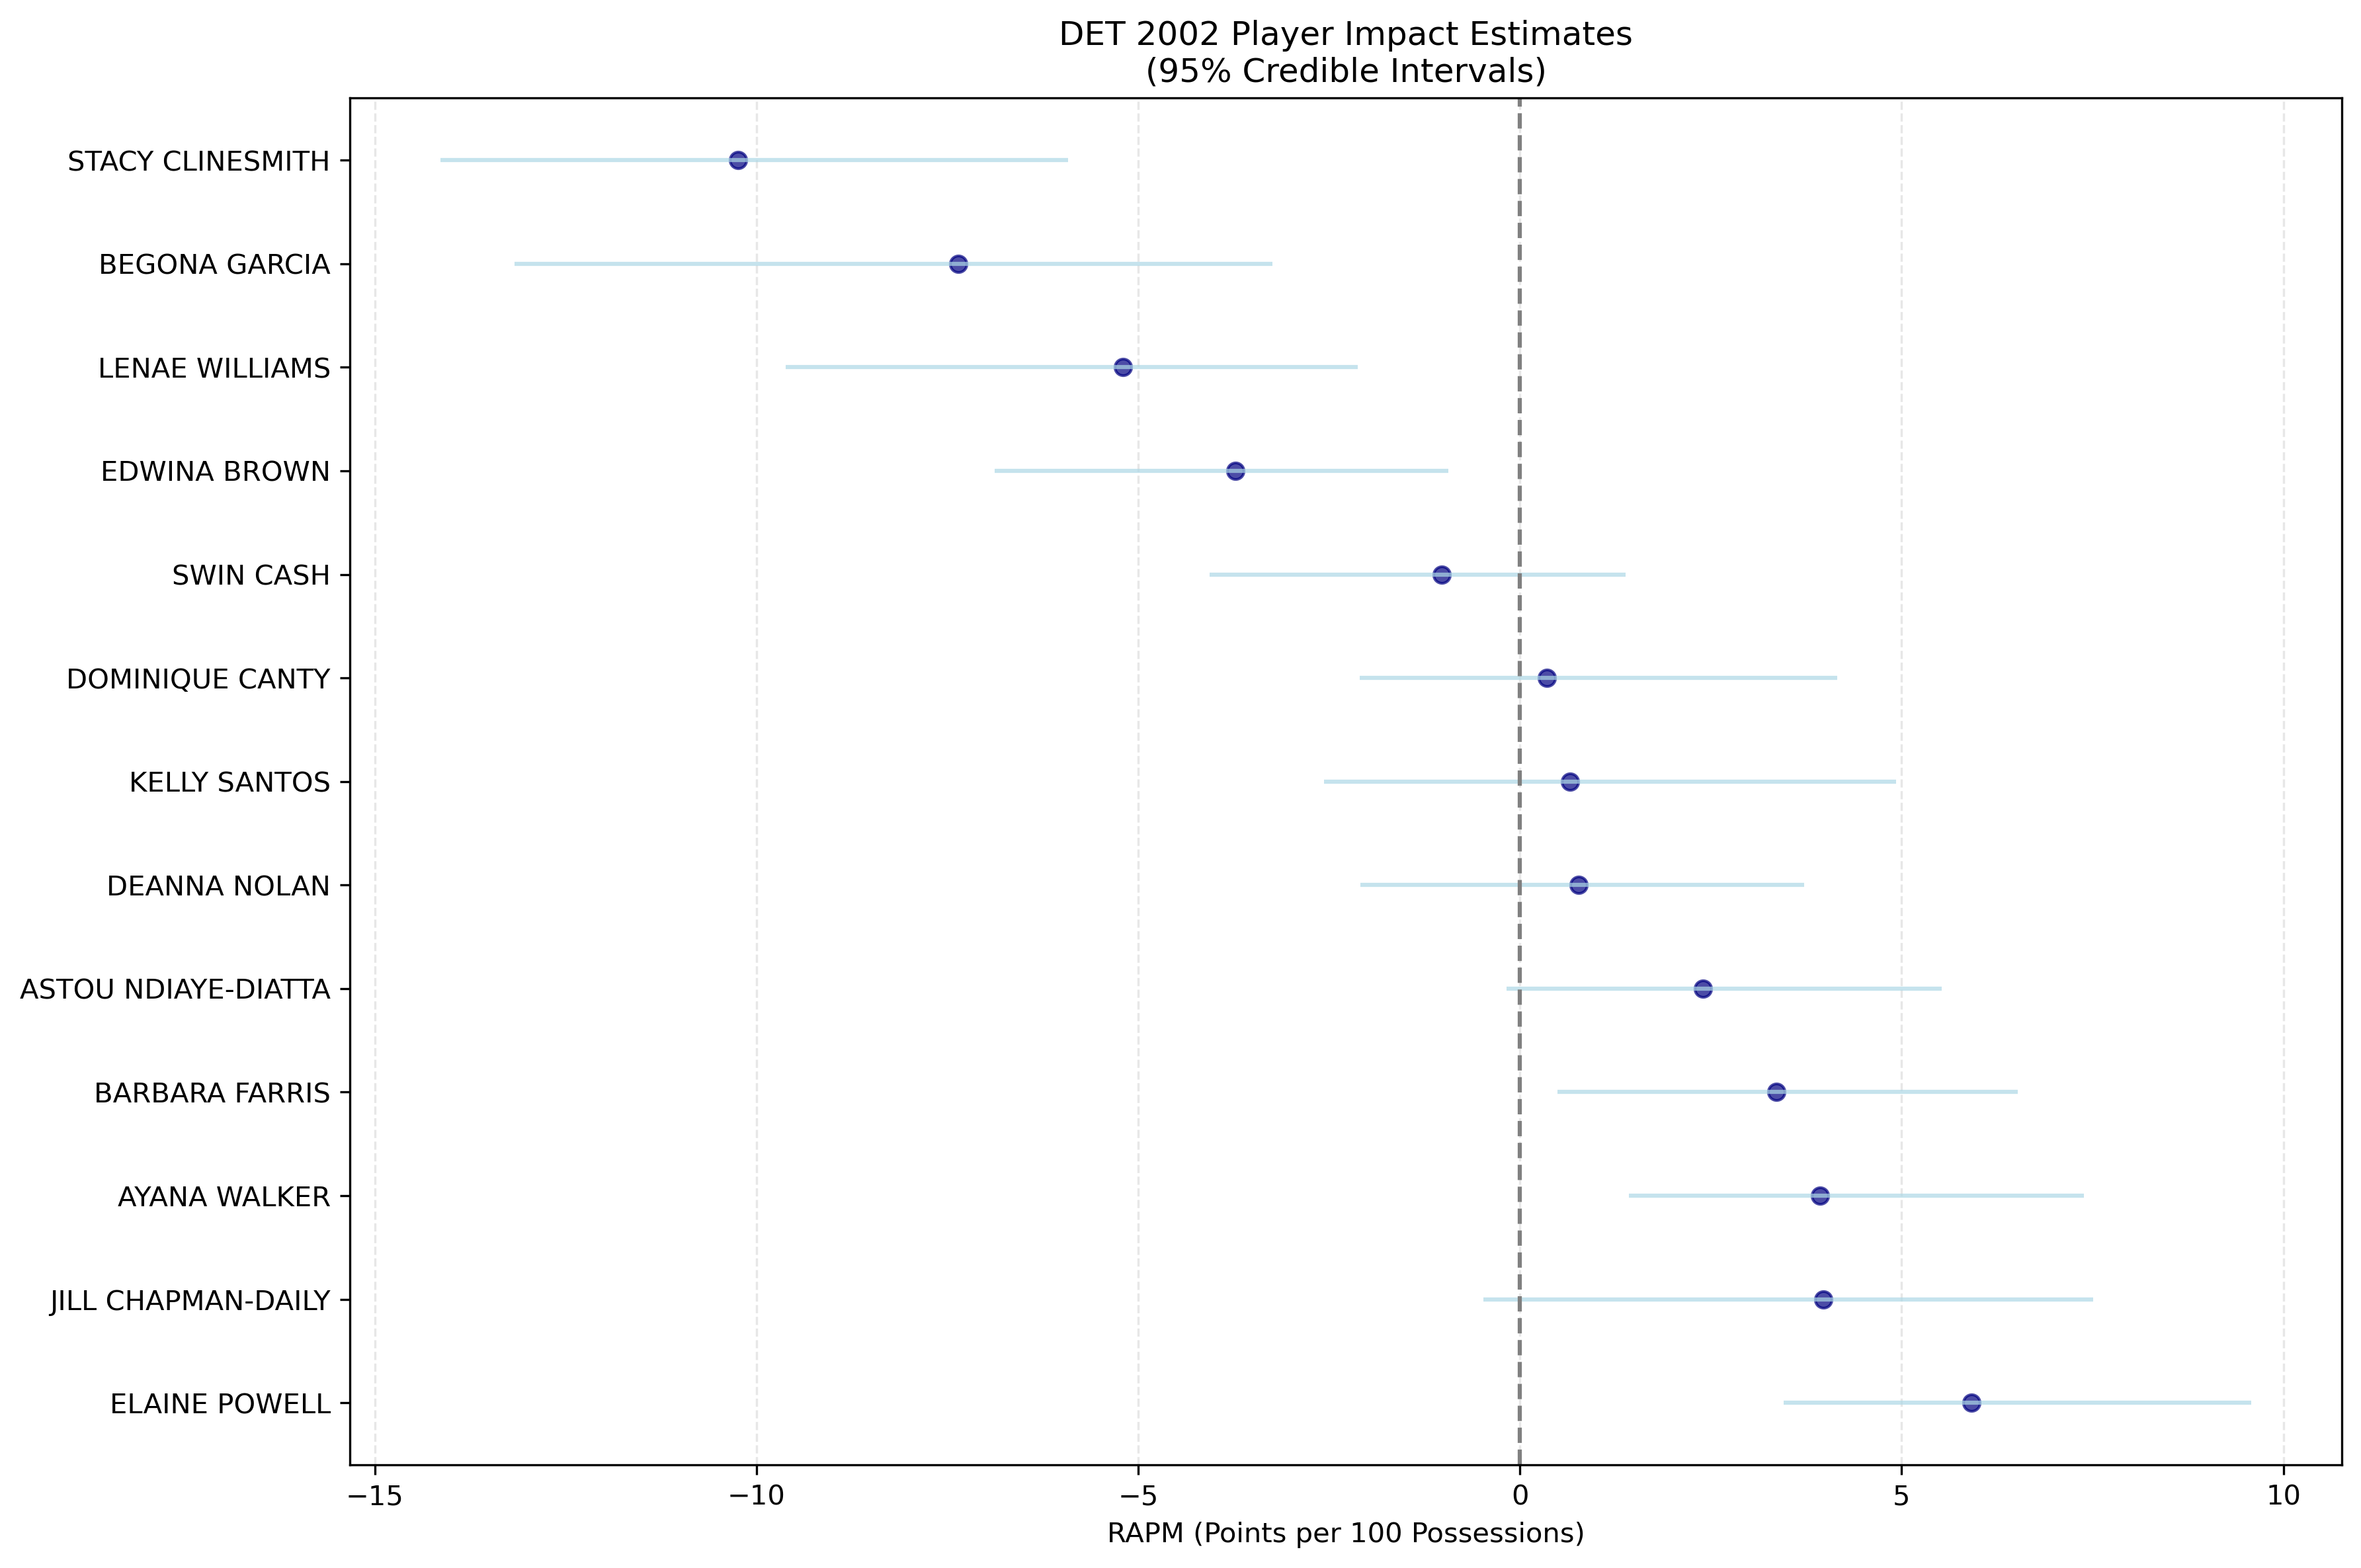 DET 2002 Player Impact Estimates
(95% Credible Intervals)
STACY CLINESMITH
BEGONA GARCIA
LENAE WILLIAMS
EDWINA BROWN
SWIN CASH
DOMINIQUE CANTY
KELLY SANTOS
DEANNA NOLAN
ASTOU NDIAYE-DIATTA
BARBARA FARRIS
AYANA WALKER
JILL CHAPMAN-DAILY
ELAINE POWELL
−15 −10 −5 0 5 10
RAPM (Points per 100 Possessions)